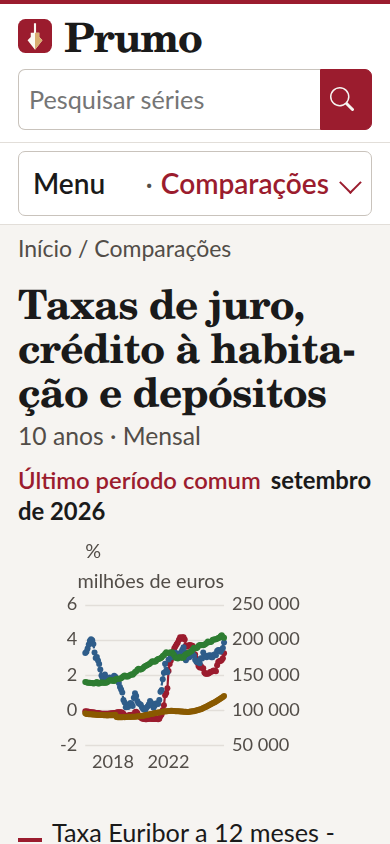 Prumo
Pesquisar séries
Menu · Comparações
Início / Comparações
Taxas de juro,
crédito à habita-
ção e depósitos
10 anos · Mensal
Último período comum setembro
de 2026
%
milhões de euros
6 250 000
4 200 000
2 150 000
0 100 000
-2 50 000
2018 2022
Taxa Euribor a 12 meses -